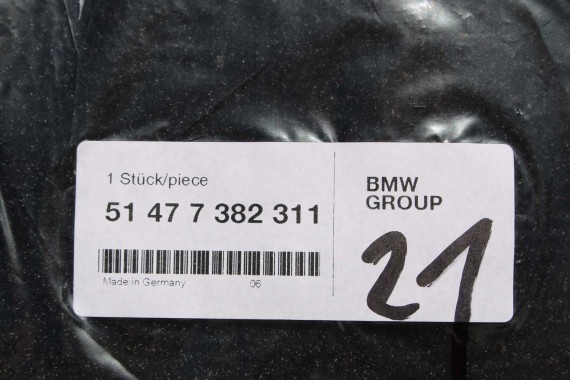 1 Stück/piece
51 47 7 382 311
Made in Germany 06
BMW
GROUP
21